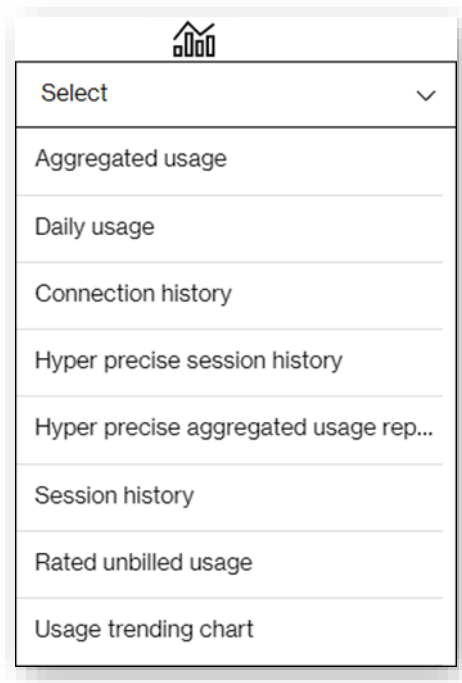 Select
Aggregated usage
Daily usage
Connection history
Hyper precise session history
Hyper precise aggregated usage rep...
Session history
Rated unbilled usage
Usage trending chart